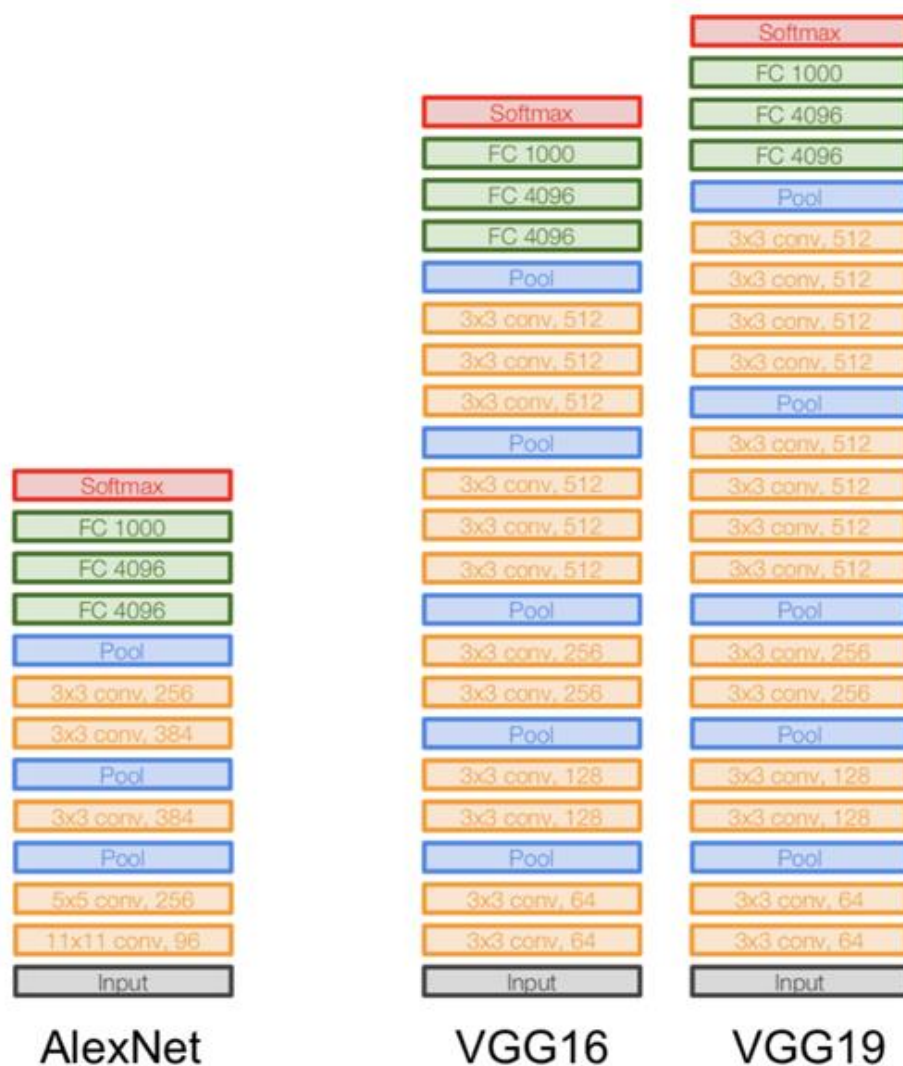 Softmax
FC 1000
FC 4096
FC 4096
Pool
3x3 conv, 256
3x3 conv, 384
Pool
3x3 conv, 384
Pool
5x5 conv, 256
11x11 conv, 96
Input
AlexNet
Softmax
FC 1000
FC 4096
FC 4096
Pool
3x3 conv, 512
3x3 conv, 512
3x3 conv, 512
Pool
3x3 conv, 512
3x3 conv, 512
3x3 conv, 512
Pool
3x3 conv, 256
3x3 conv, 256
Pool
3x3 conv, 128
3x3 conv, 128
Pool
3x3 conv, 64
3x3 conv, 64
Input
VGG16
Softmax
FC 1000
FC 4096
FC 4096
Pool
3x3 conv, 512
3x3 conv, 512
3x3 conv, 512
3x3 conv, 512
Pool
3x3 conv, 512
3x3 conv, 512
3x3 conv, 512
3x3 conv, 512
Pool
3x3 conv, 256
3x3 conv, 256
Pool
3x3 conv, 128
3x3 conv, 128
Pool
3x3 conv, 64
3x3 conv, 64
Input
VGG19